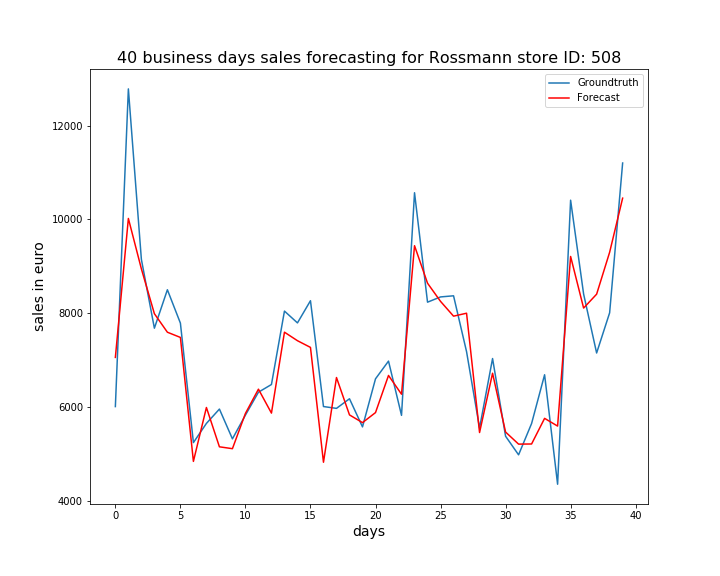 40 business days sales forecasting for Rossmann store ID: 508
Groundtruth
Forecast
12000
10000
8000
6000
4000
sales in euro
0 5 10 15 20 25 30 35 40
days